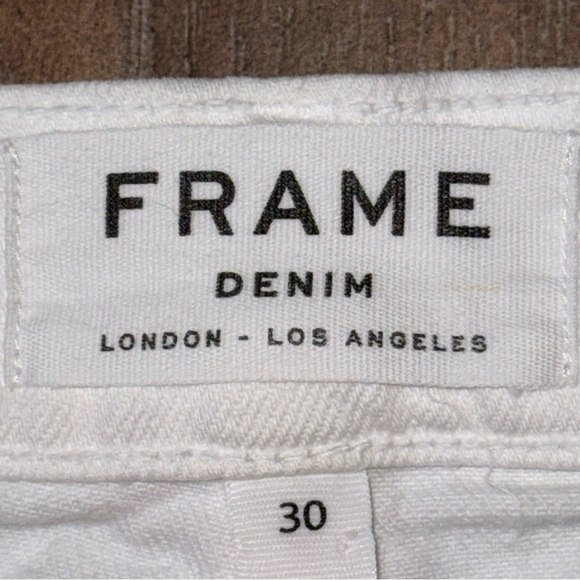 FRAME
DENIM
LONDON - LOS ANGELES
30